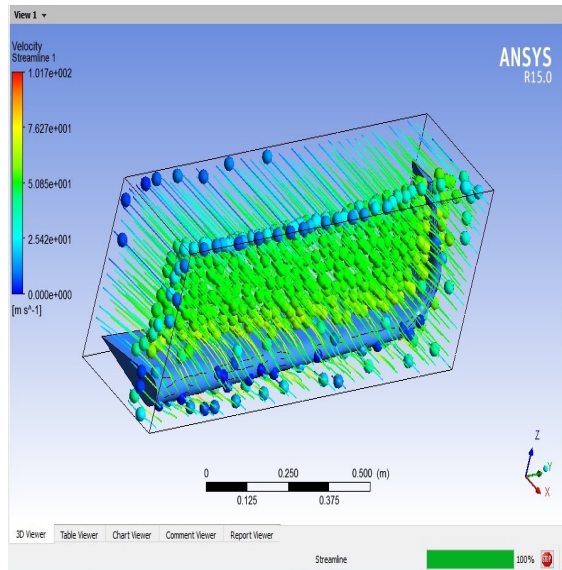 View 1
Velocity
Streamline 1
1.017e+002
7.627e+001
5.085e+001
2.542e+001
0.000e+000
[m s^-1]
ANSYS
R15.0
0 0.250 0.500 (m)
0.125 0.375
Z
Y
X
3D Viewer Table Viewer Chart Viewer Comment Viewer Report Viewer
Streamline 100% STOP